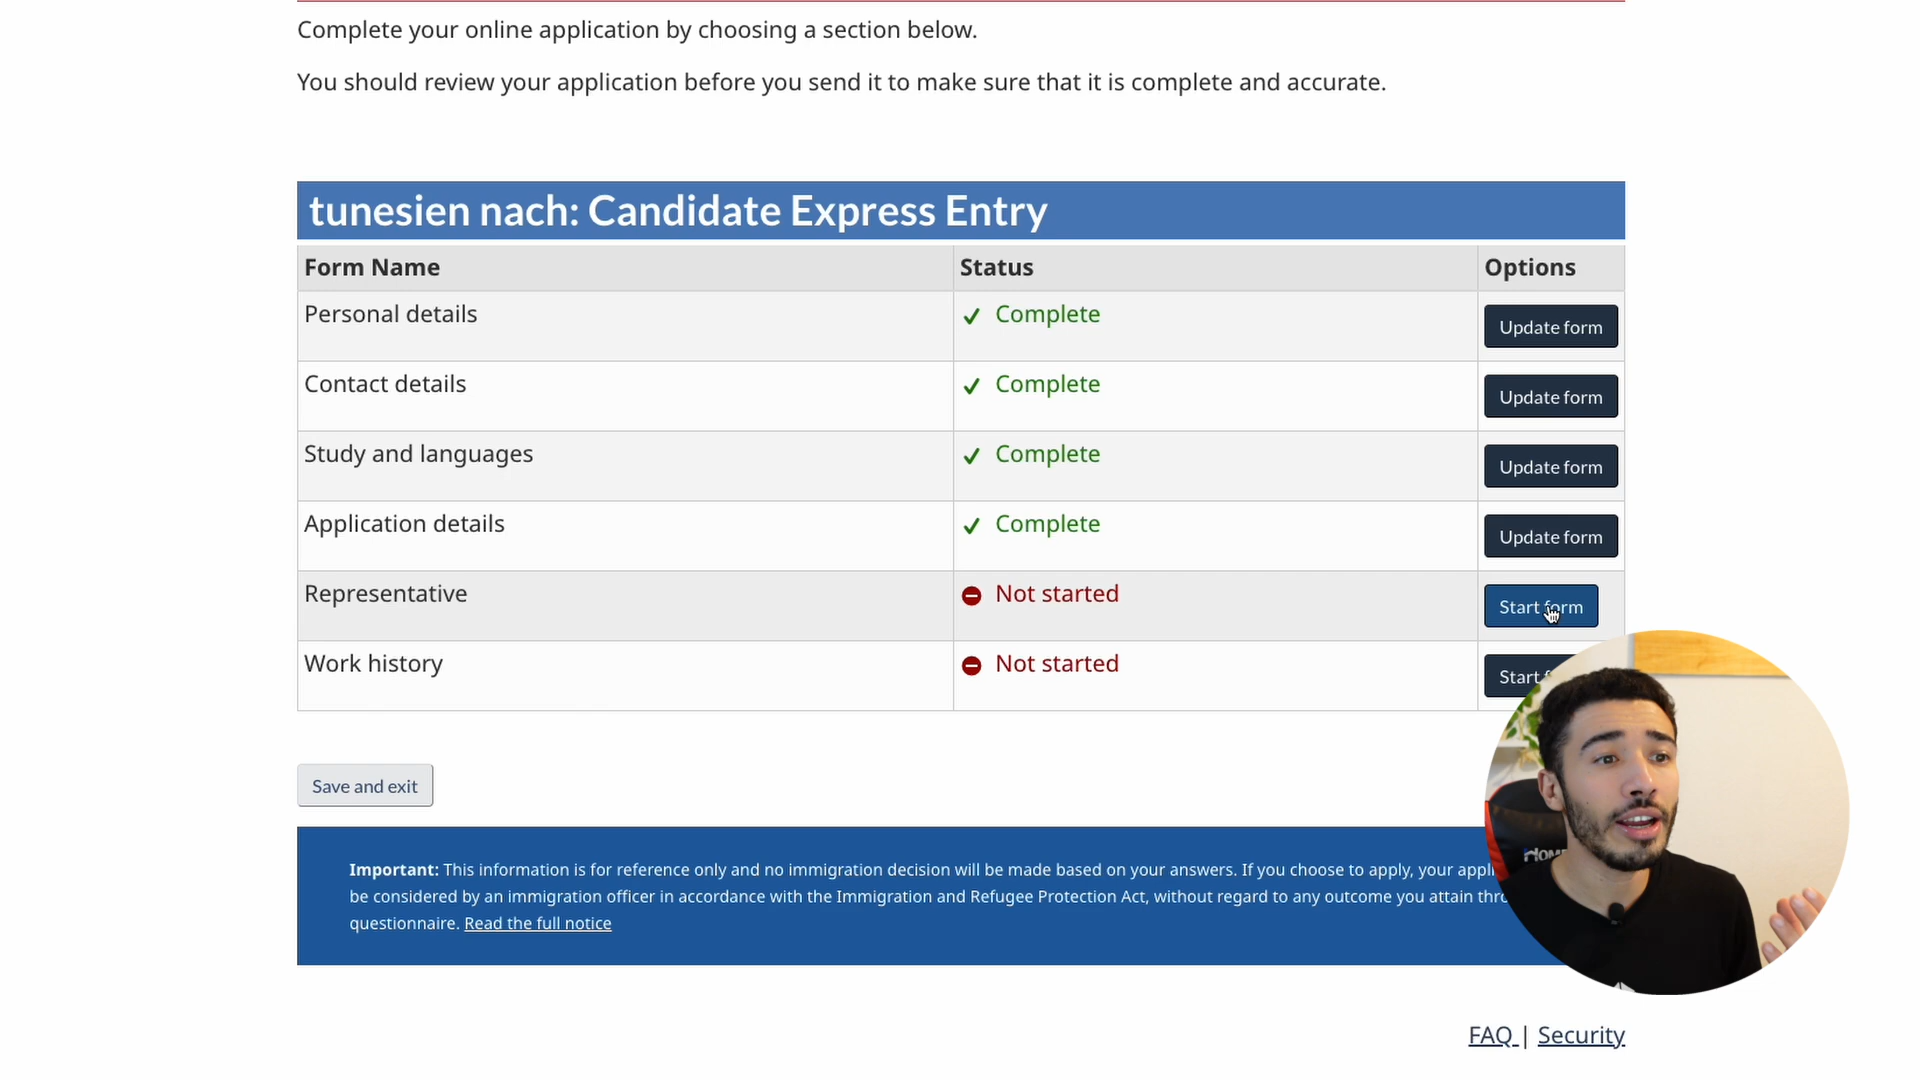 Complete your online application by choosing a section below.
You should review your application before you send it to make sure that it is complete and accurate.
tunesien nach: Candidate Express Entry
Form Name Status Options
Personal details Complete Update form
Contact details Complete Update form
Study and languages Complete Update form
Application details Complete Update form
Representative Not started Start form
Work history Not started Start
Save and exit
Important: This information is for reference only and no immigration decision will be made based on your answers. If you choose to apply, your
be considered by an immigration officer in accordance with the Immigration and Refugee Protection Act, without regard to any outcome you attain
questionnaire. Read the full notice
FAQ | Security